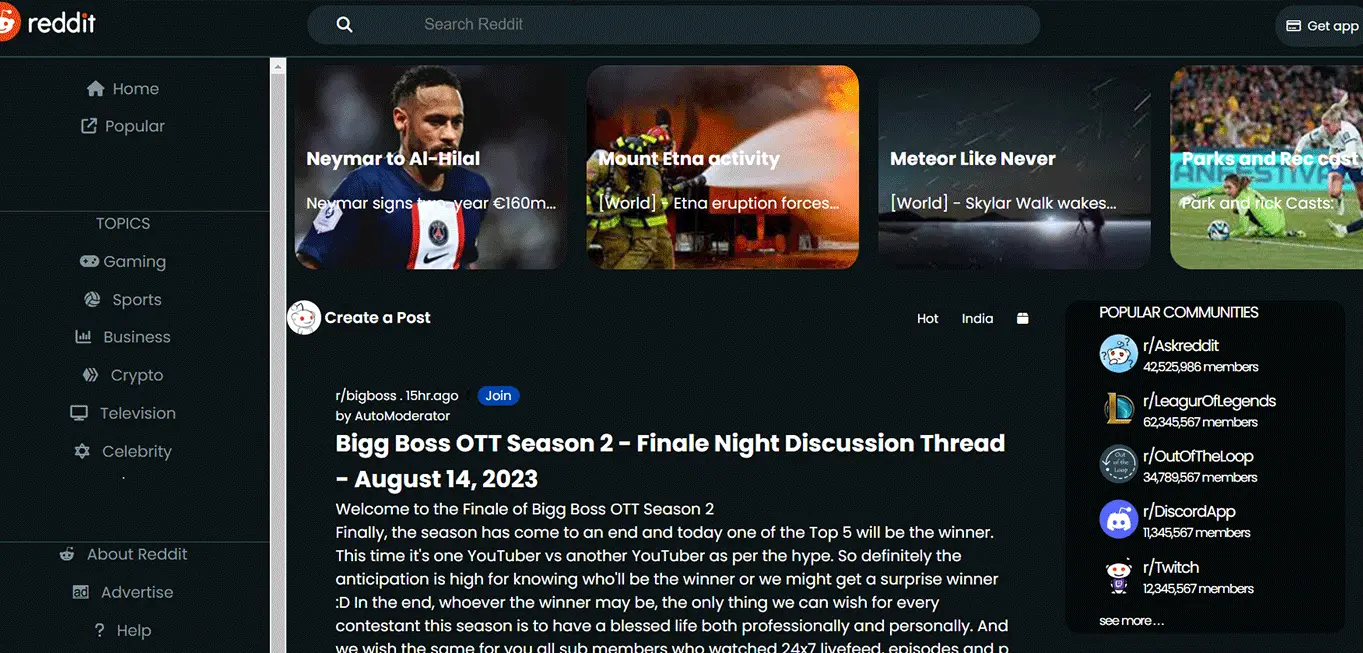 reddit
Search Reddit
Get app
Home
Popular
TOPICS
Gaming
Sports
Business
Crypto
Television
Celebrity
.
About Reddit
Advertise
Help
Neymar to Al-Hilal
Neymar signs two-year €160m...
Mount Etna activity
[World] - Etna eruption forces...
Meteor Like Never
[World] - Skylar Walk wakes...
Parks and Rec cast
Park and rick Casts:
Create a Post
Hot
India
r/bigboss . 15hr.ago
Join
by AutoModerator
Bigg Boss OTT Season 2 - Finale Night Discussion Thread
- August 14, 2023
Welcome to the Finale of Bigg Boss OTT Season 2
Finally, the season has come to an end and today one of the Top 5 will be the winner.
This time it's one YouTuber vs another YouTuber as per the hype. So definitely the
anticipation is high for knowing who'll be the winner or we might get a surprise winner
:D In the end, whoever the winner may be, the only thing we can wish for every
contestant this season is to have a blessed life both professionally and personally. And
we wish the same for you all sub members who watched 24x7 livefeed, episodes and p
POPULAR COMMUNITIES
r/Askreddit
42,525,986 members
r/LeagurOfLegends
62,345,567 members
Out
of the
Loop
r/OutOfTheLoop
34,789,567 members
r/DiscordApp
11,345,567 members
r/Twitch
12,345,567 members
see more...